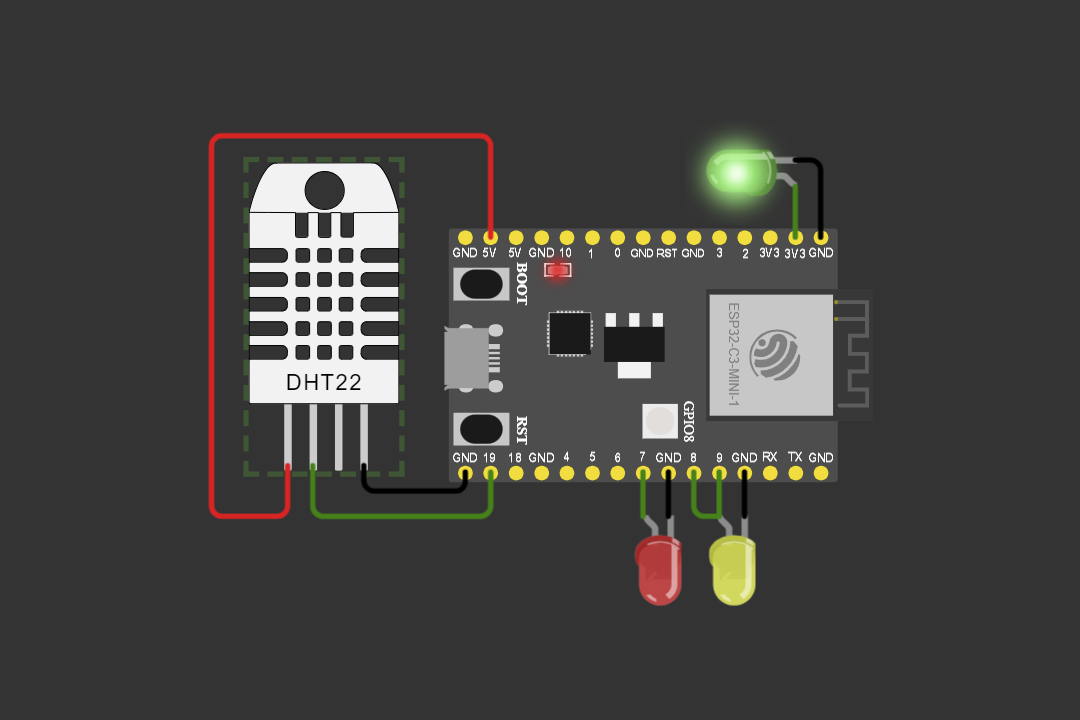 GND 5V 5V GND 10 1 0 GND RST GND 3 2 3V3 3V3 GND
BOOT
ESP32-C3-MINI-1
DHT22
GPIO8
RST
GND 19 18 GND 4 5 6 7 GND 8 9 GND RX TX GND